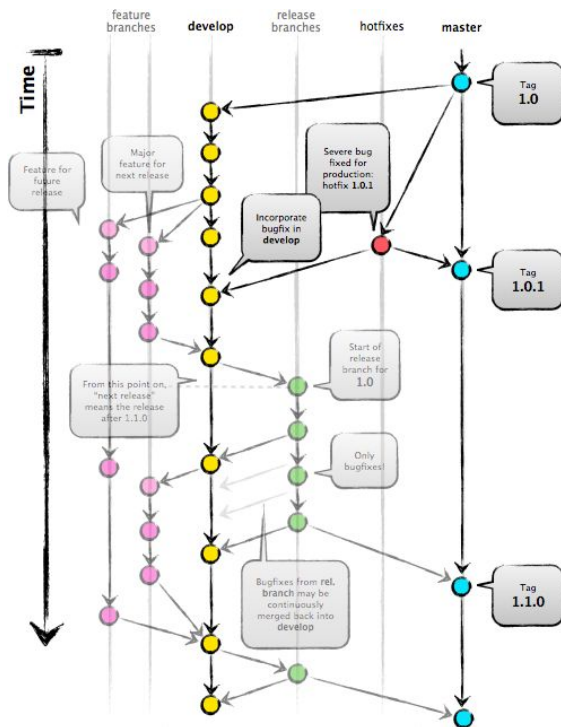 feature
branches
develop
release
branches
hotfixes
master
Time
Tag
1.0
Feature for
future
release
Major
feature for
next release
Severe bug
fixed for
production:
hotfix 1.0.1
Incorporate
bugfix in
develop
Tag
1.0.1
Start of
release
branch for
1.0
From this point on,
"next release"
means the release
after 1.1.0
Only
bugfixes!
Bugfixes from rel.
branch may be
continuously
merged back into
develop
Tag
1.1.0